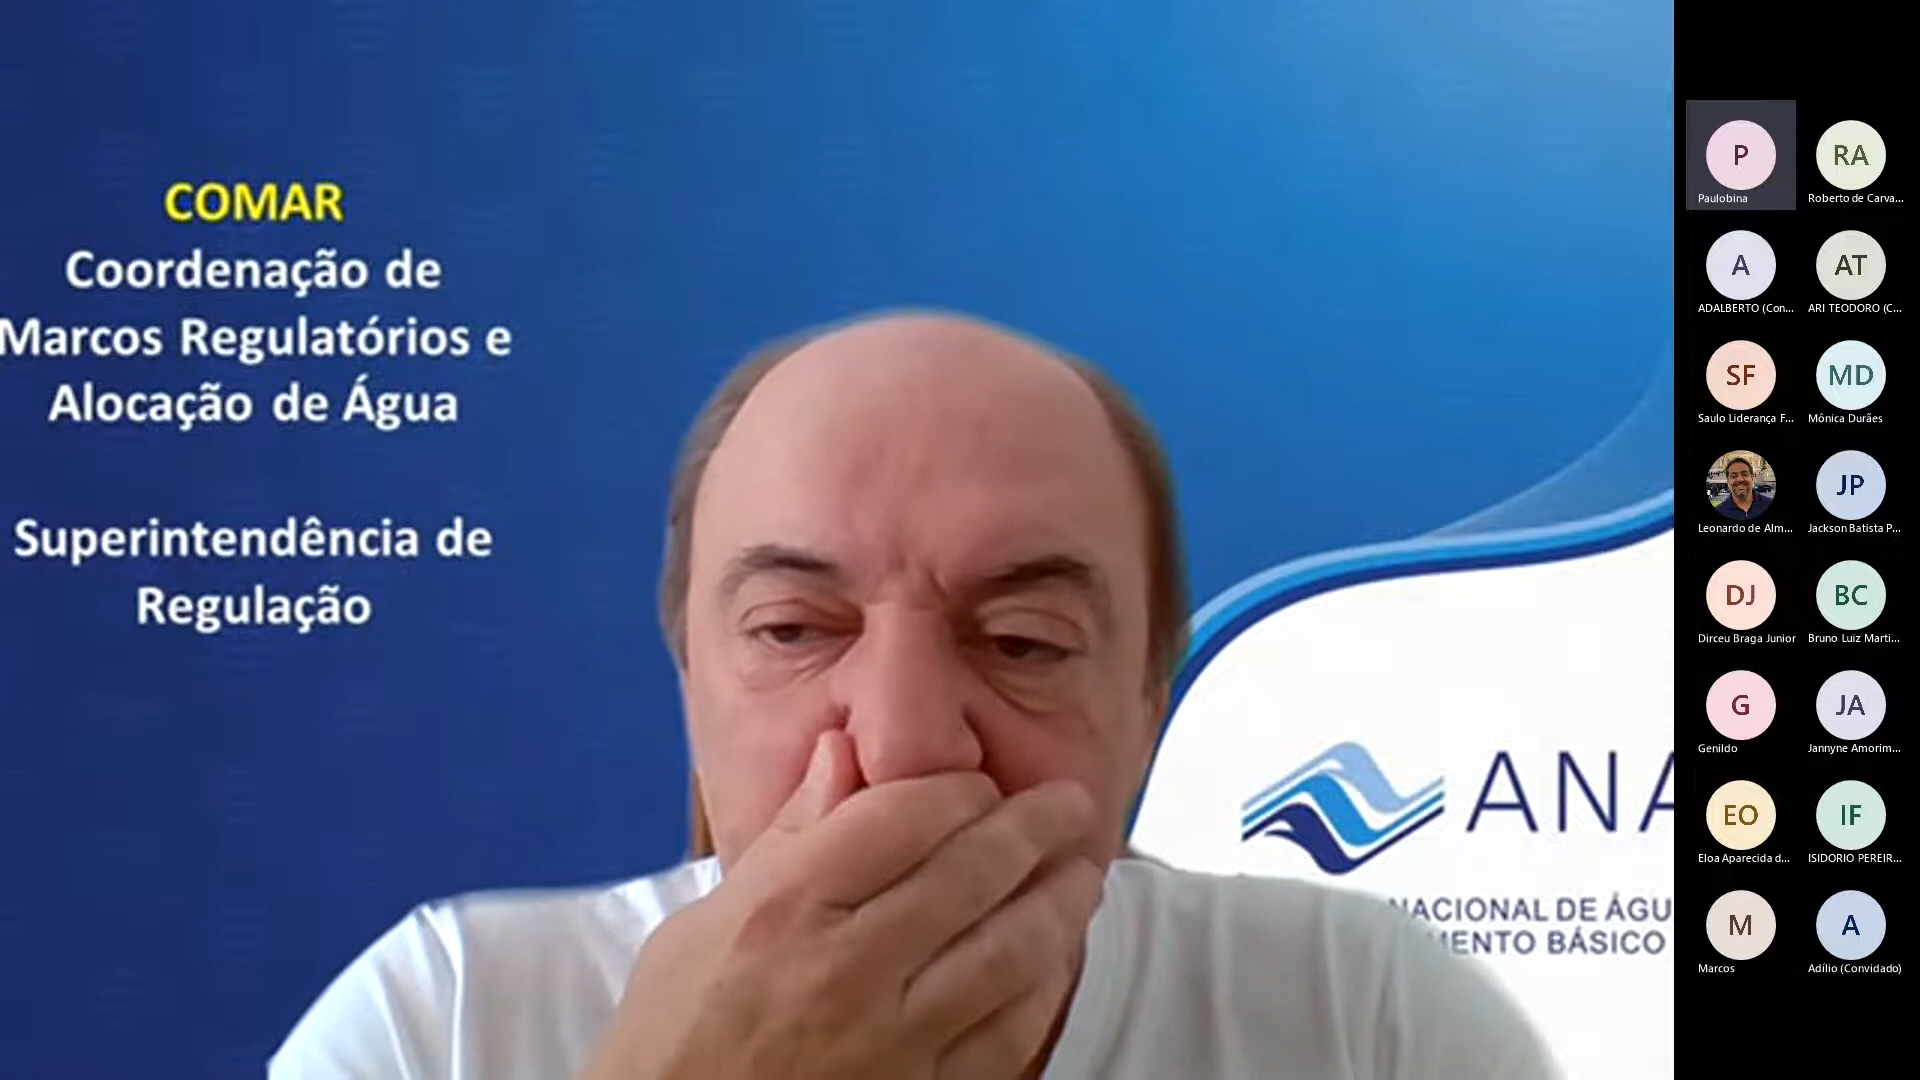 COMAR
Coordenação de
Marcos Regulatórios e
Alocação de Água
Superintendência de
Regulação
ANA
NACIONAL DE ÁGU
MENTO BÁSICO
P
Paulobina
RA
Roberto de Carva...
A
ADALBERTO (Con...
AT
ARI TEODORO (C...
SF
Saulo Liderança F...
MD
Mônica Durães
Leonardo de Alm...
JP
Jackson Batista P...
DJ
Dirceu Braga Junior
BC
Bruno Luiz Marti...
G
Genildo
JA
Jannyne Amorim...
EO
Eloa Aparecida d...
IF
ISIDORIO PEREIR...
M
Marcos
A
Adílio (Convidado)